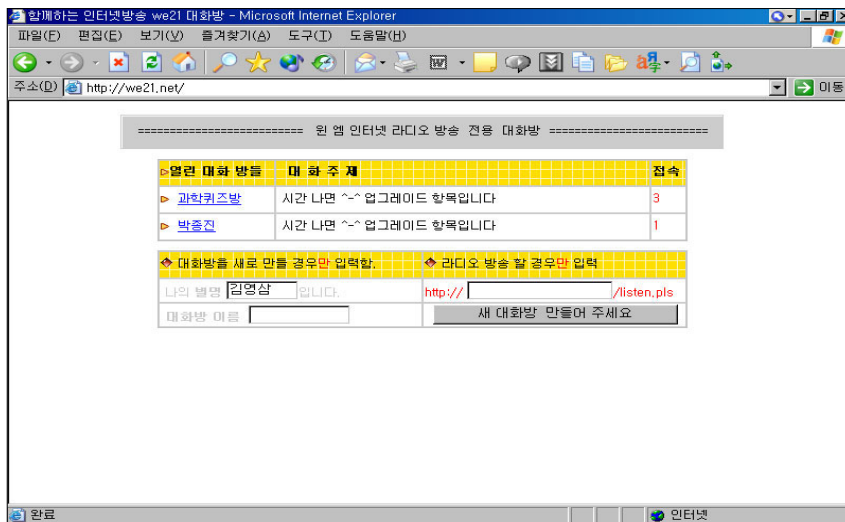 함께하는 인터넷방송 we21 대화방 - Microsoft Internet Explorer
파일(F) 편집(E) 보기(V) 즐겨찾기(A) 도구(T) 도움말(H)
주소(D) http://we21.net/ 이동
========================== 윈 엠 인터넷 라디오 방송 전용 대화방 =========================
▷열린 대화 방들 대 화 주 제 접속
▷ 과학퀴즈방 시간 나면 ^-^ 업그레이드 항목입니다 3
▷ 박종진 시간 나면 ^-^ 업그레이드 항목입니다 1
◆ 대화방을 새로 만들 경우만 입력함. ◆ 라디오 방송 할 경우만 입력
나의 별명 김영삼 입니다. http:// /listen.pls
대화방 이름 새 대화방 만들어 주세요
완료 인터넷